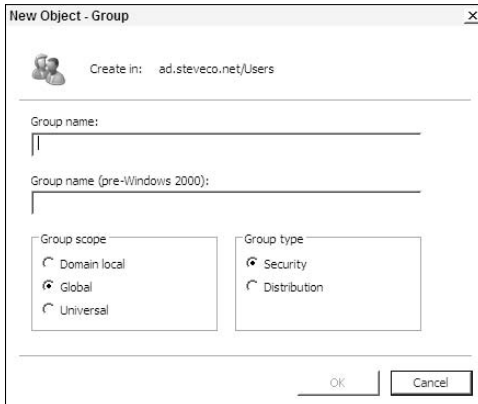 New Object - Group
Create in: ad.steveco.net/Users
Group name:
Group name (pre-Windows 2000):
Group scope
Group type
Domain local
Security
Global
Distribution
Universal
OK
Cancel